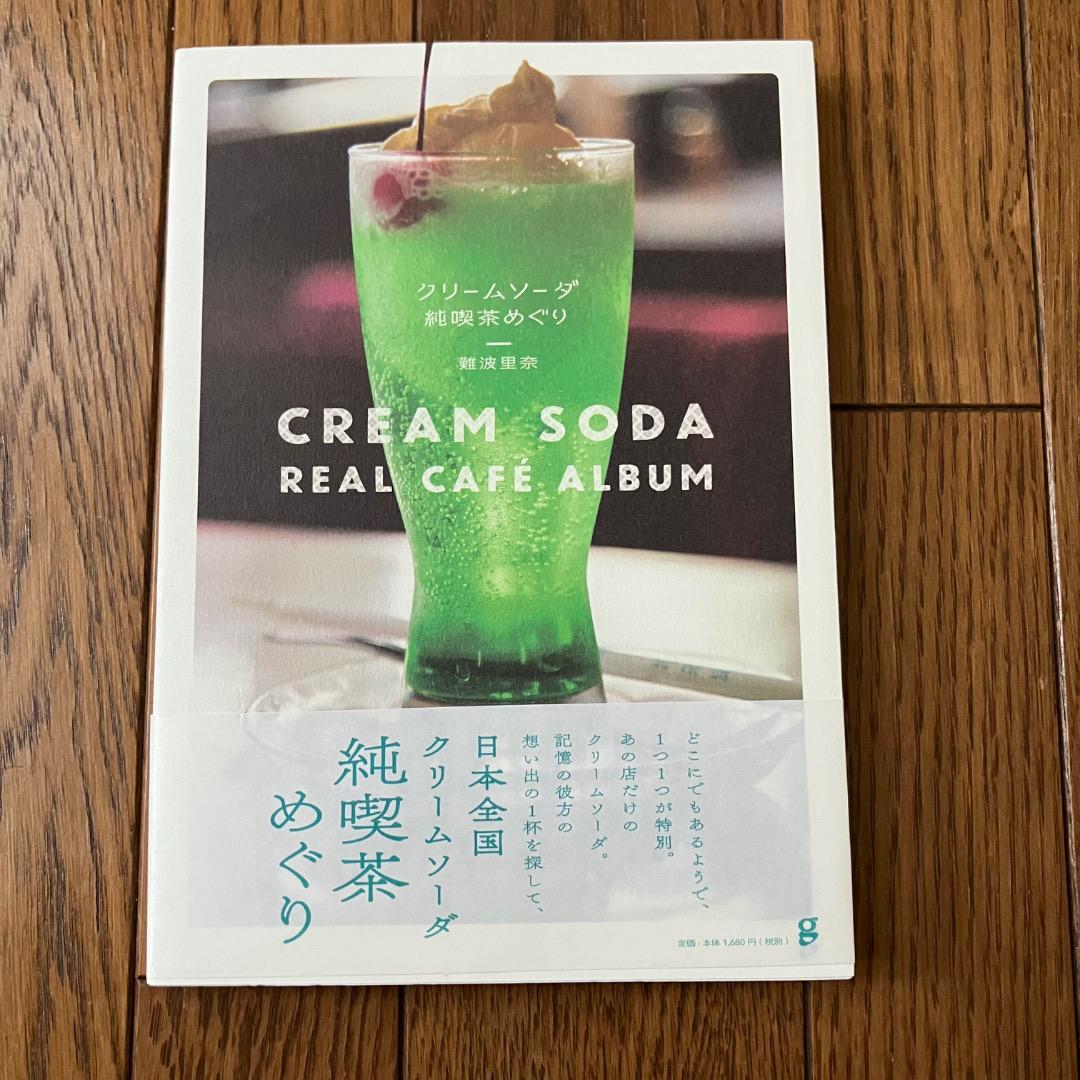 クリームソーダ
純喫茶めぐり
難波里奈
CREAM SODA
REAL CAFÉ ALBUM
どこにでもあるようで、
1つ1つが特別。
あの店だけの
クリームソーダ。
記憶の彼方の
想い出の1杯を探して、
日本全国
クリームソーダ
純喫茶
めぐり
定価：本体 1,680 円（税別）
g